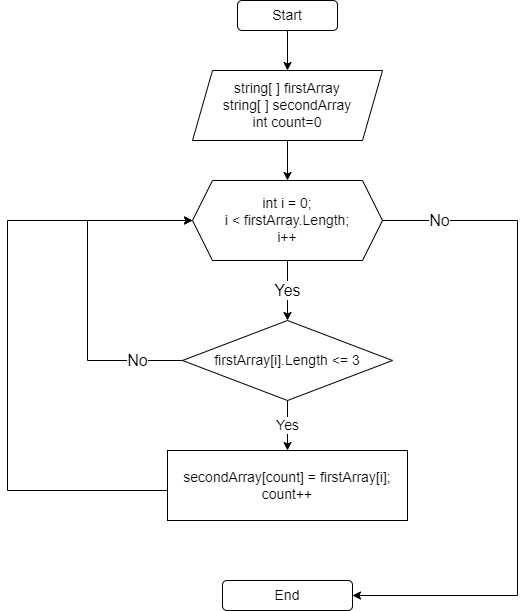 Start
string[ ] firstArray
string[ ] secondArray
int count=0
int i = 0;
i < firstArray.Length;
i++
No
Yes
firstArray[i].Length <= 3
No
Yes
secondArray[count] = firstArray[i];
count++
End